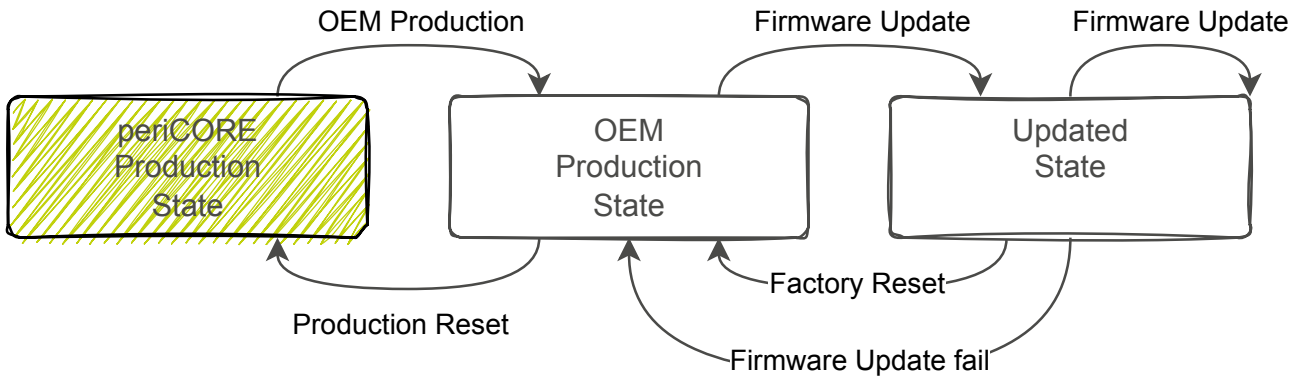 OEM Production
Firmware Update
Firmware Update
periCORE
Production
State
OEM
Production
State
Updated
State
Factory Reset
Production Reset
Firmware Update fail